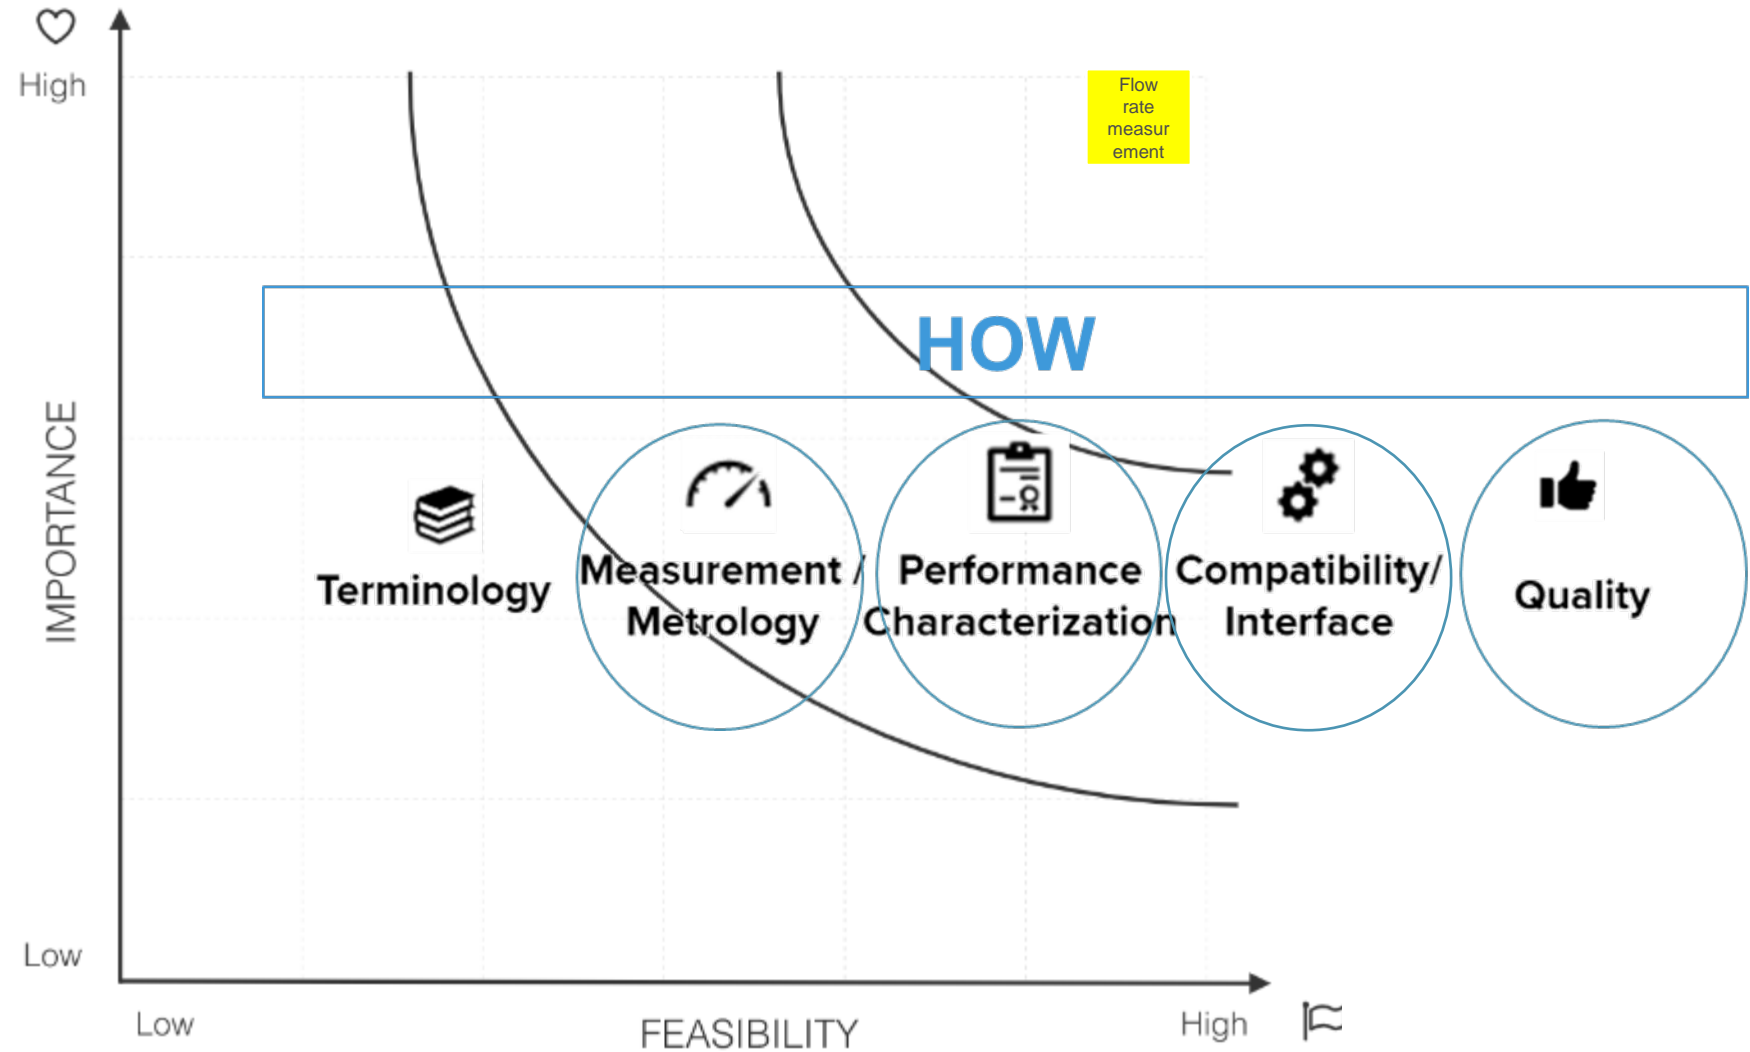 High
Flow
rate
measur
ement
HOW
IMPORTANCE
Terminology
Measurement /
Metrology
Performance
Characterization
Compatibility/
Interface
Quality
Low
Low
FEASIBILITY
High